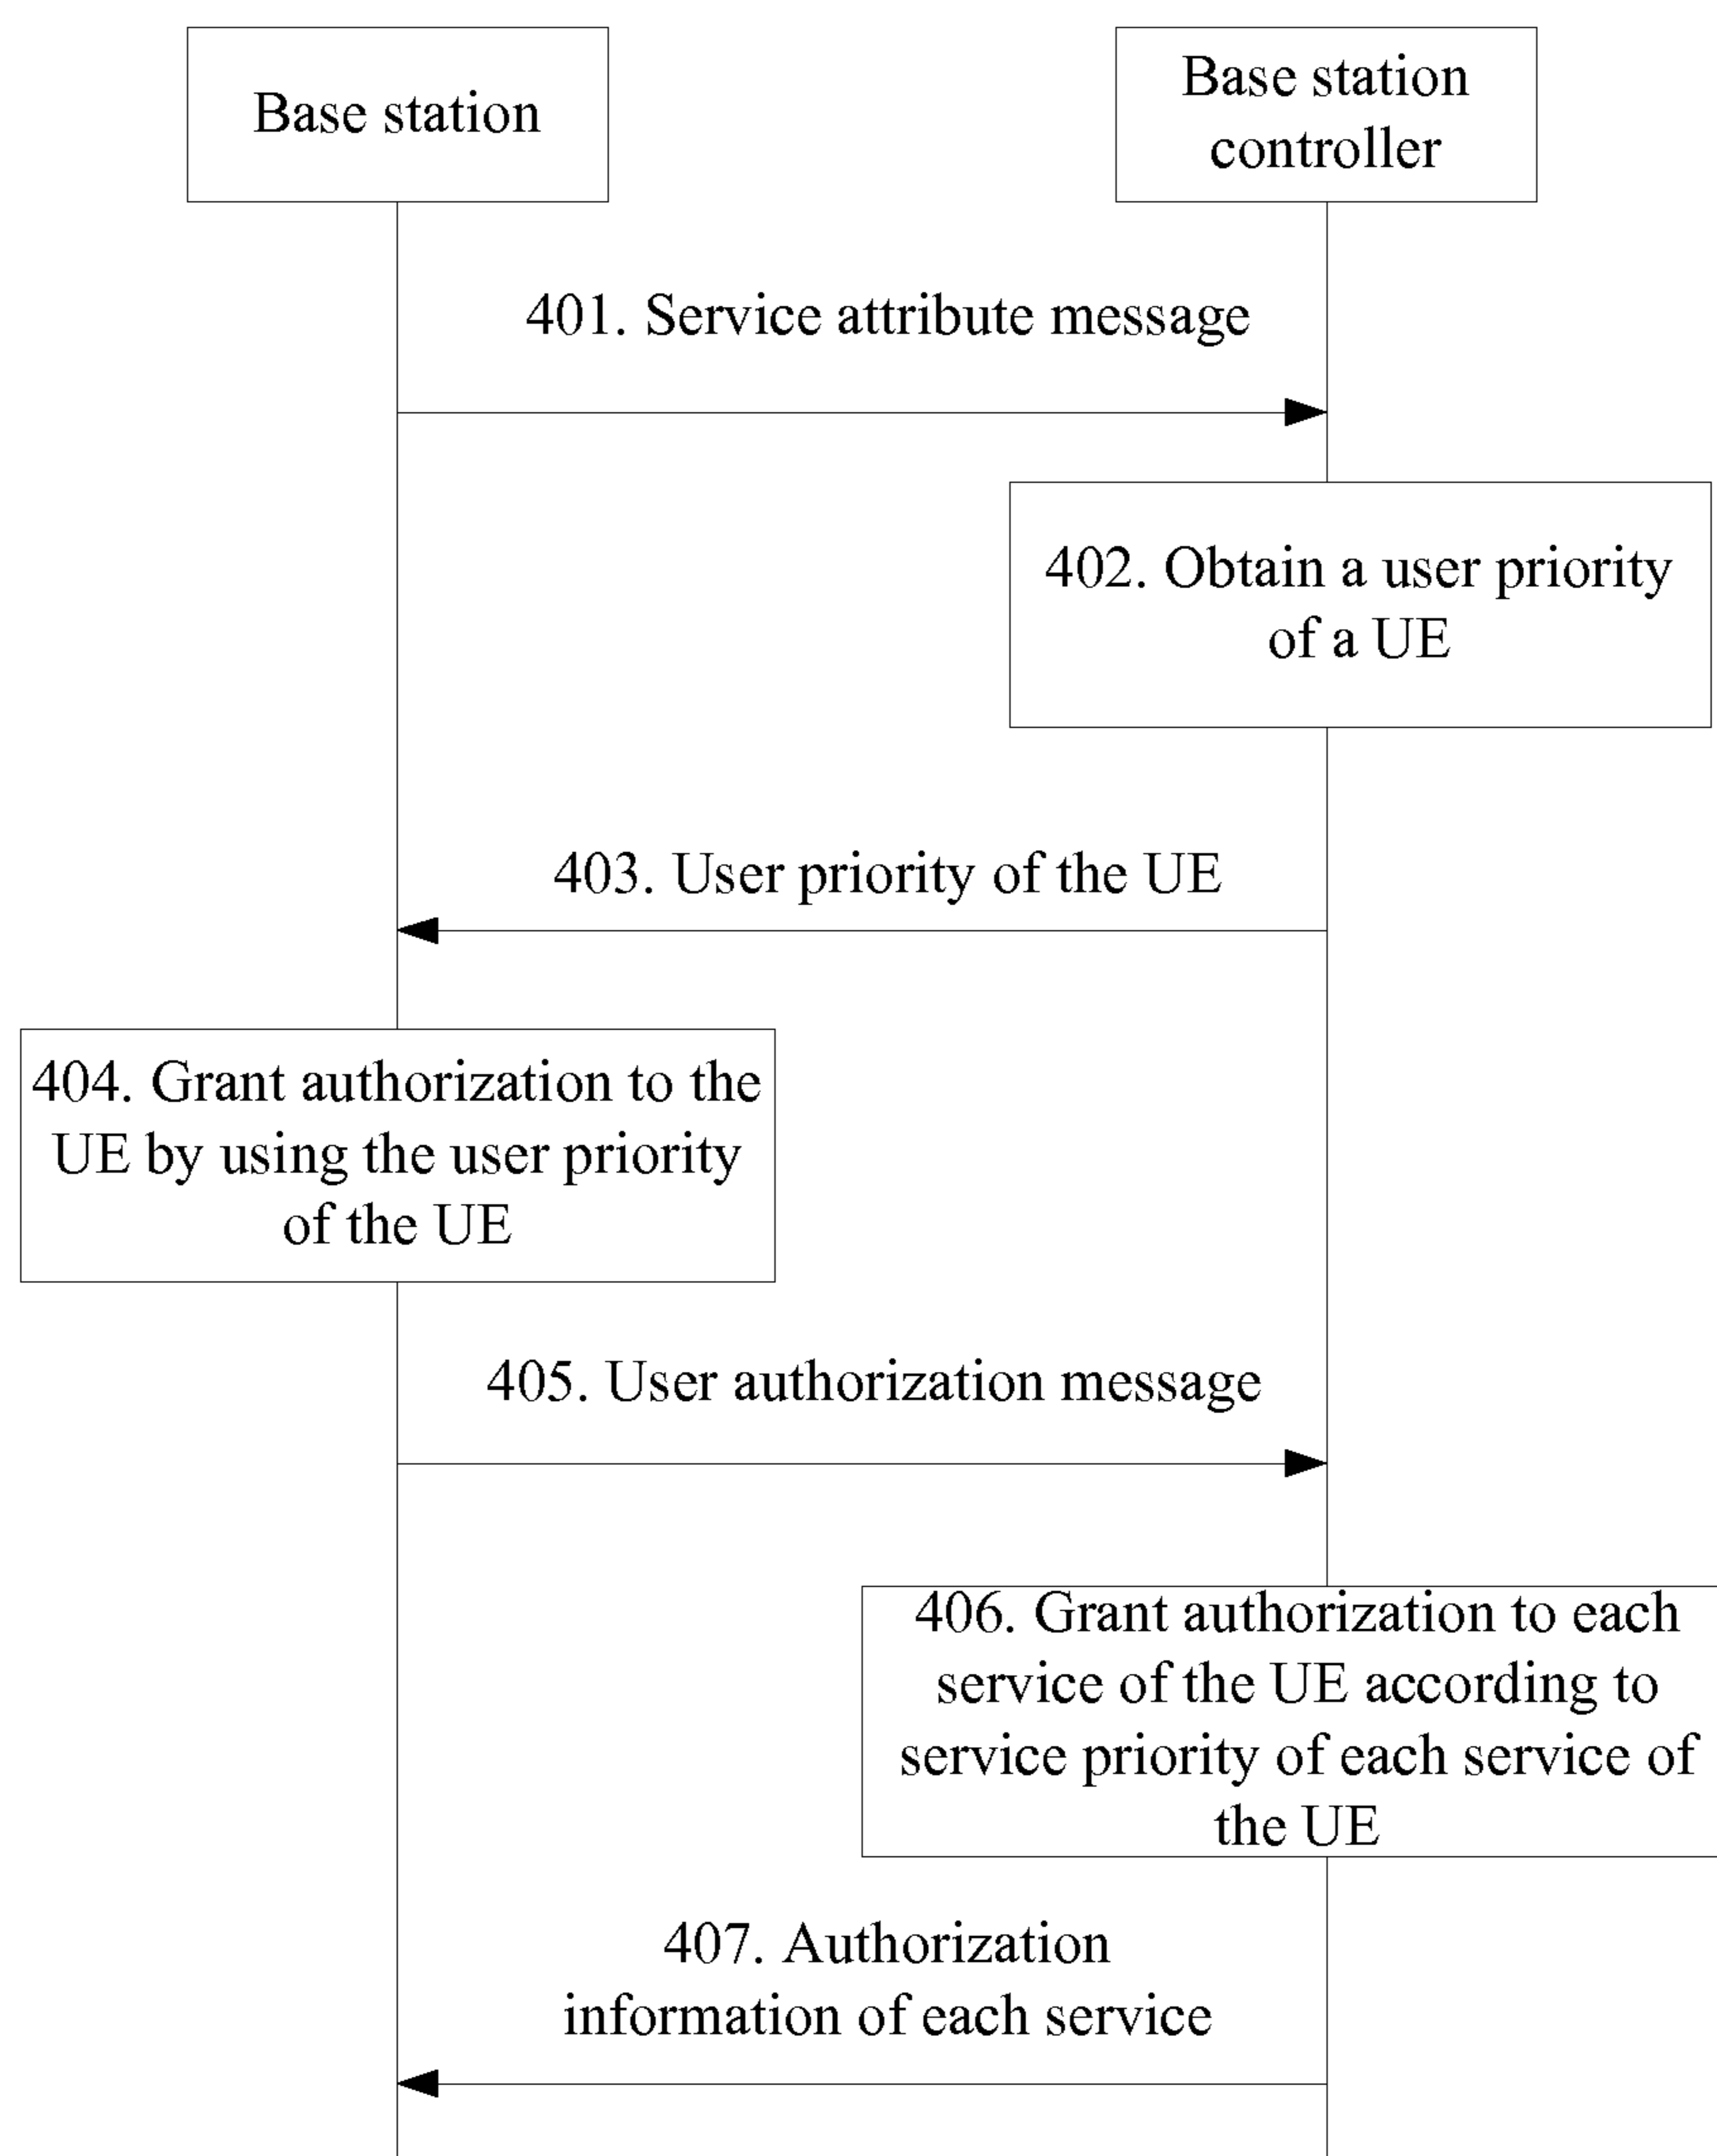 Base station
Base station
controller
401. Service attribute message
402. Obtain a user priority
of a UE
403. User priority of the UE
404. Grant authorization to the
UE by using the user priority
of the UE
405. User authorization message
406. Grant authorization to each
service of the UE according to
service priority of each service of
the UE
407. Authorization
information of each service